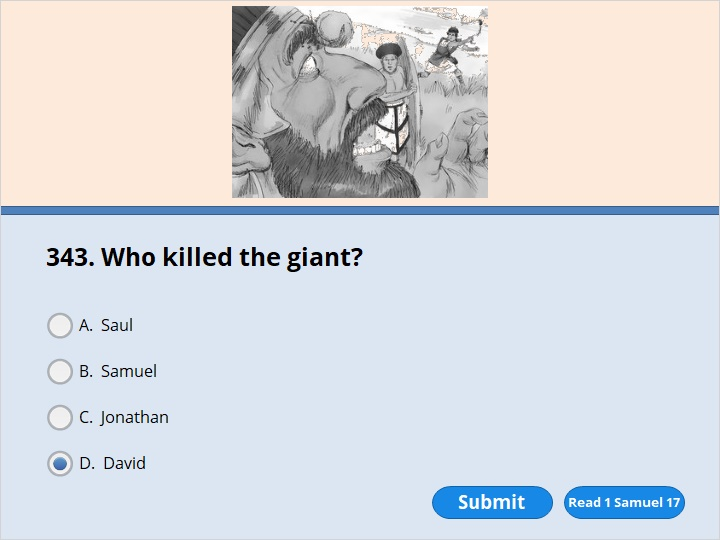 343. Who killed the giant?
A. Saul
B. Samuel
C. Jonathan
D. David
Submit
Read 1 Samuel 17